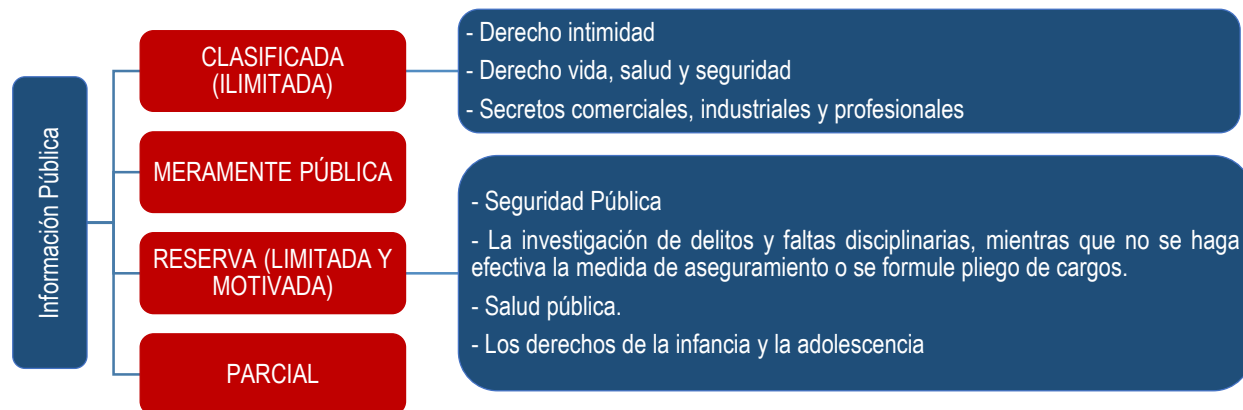 Información Pública
CLASIFICADA
(ILIMITADA)
- Derecho intimidad
- Derecho vida, salud y seguridad
- Secretos comerciales, industriales y profesionales
MERAMENTE PÚBLICA
RESERVA (LIMITADA Y
MOTIVADA)
- Seguridad Pública
- La investigación de delitos y faltas disciplinarias, mientras que no se haga
efectiva la medida de aseguramiento o se formule pliego de cargos.
- Salud pública.
- Los derechos de la infancia y la adolescencia
PARCIAL